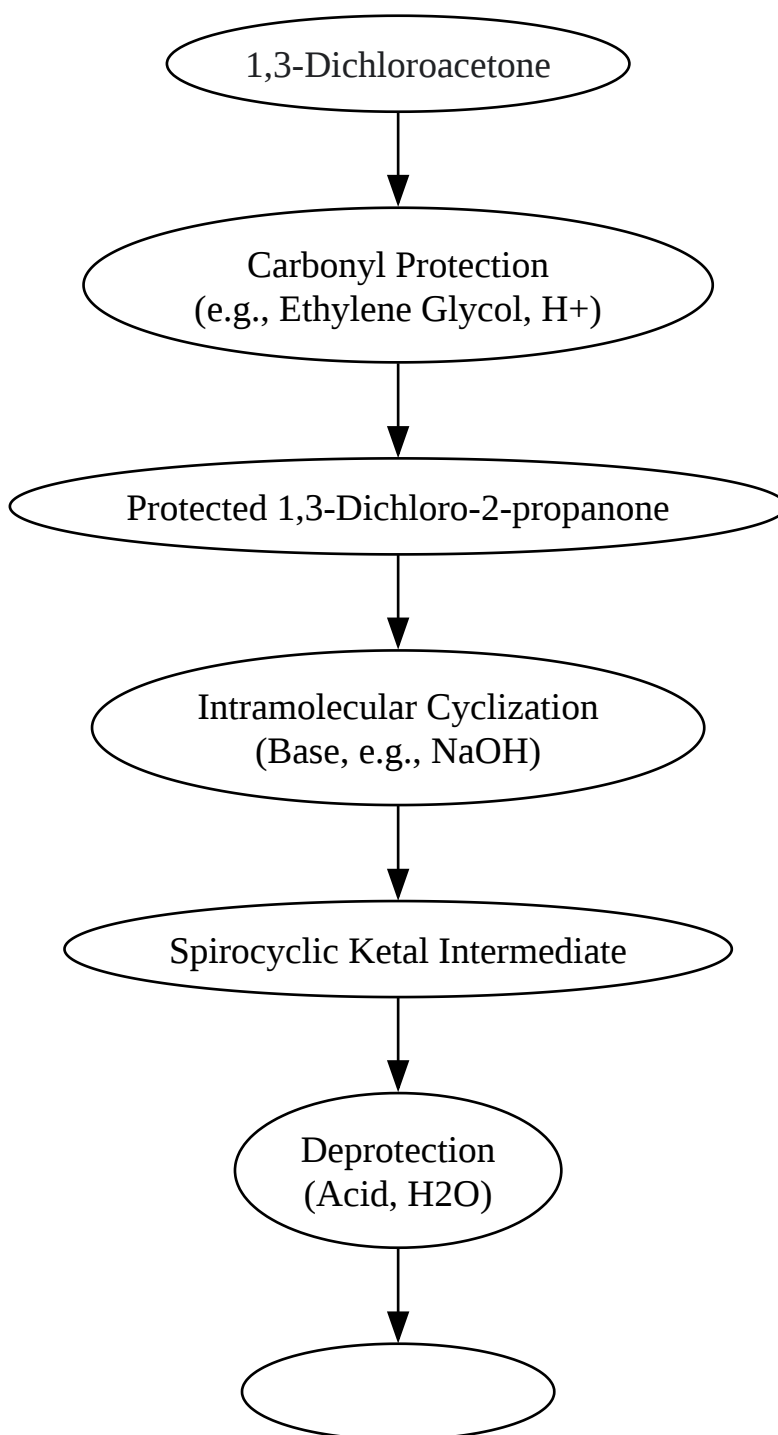 1,3-Dichloroacetone
Carbonyl Protection
(e.g., Ethylene Glycol, H+)
Protected 1,3-Dichloro-2-propanone
Intramolecular Cyclization
(Base, e.g., NaOH)
Spirocyclic Ketal Intermediate
Deprotection
(Acid, H2O)